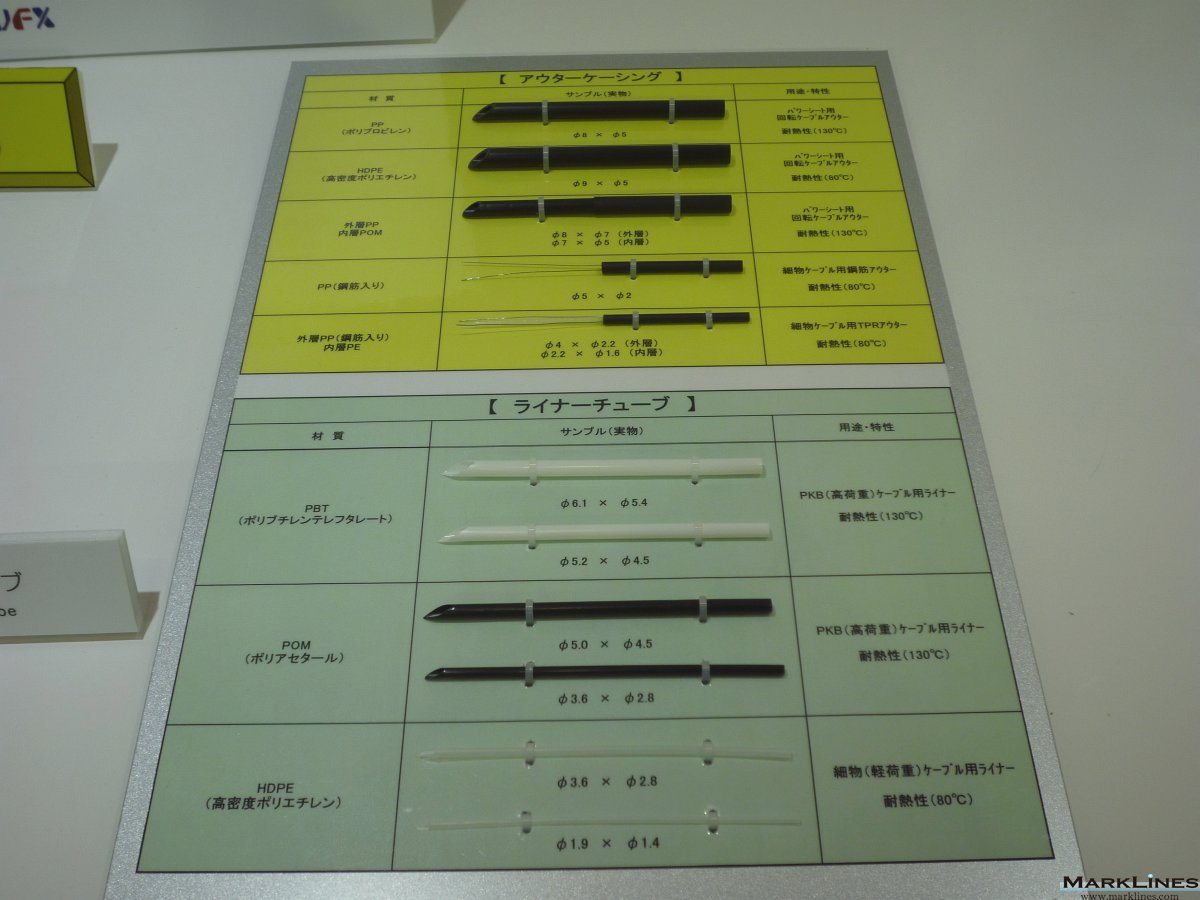 FX
【 アウターケーシング 】
材 質
サンプル(実物)
用途・特性
PP
(ポリプロピレン)
φ8 × φ5
パワーシート用
回転ケーブルアウター
耐熱性(130℃)
HDPE
(高密度ポリエチレン)
φ9 × φ5
パワーシート用
回転ケーブルアウター
耐熱性(80℃)
外層PP
内層POM
φ8 × φ7 (外層)
φ7 × φ5 (内層)
パワーシート用
回転ケーブルアウター
耐熱性(130℃)
PP(鋼筋入り)
φ5 × φ2
細物ケーブル用鋼筋アウター
耐熱性(80℃)
外層PP(鋼筋入り)
内層PE
φ4 × φ2.2 (外層)
φ2.2 × φ1.6 (内層)
細物ケーブル用TPRアウター
耐熱性(80℃)
【 ライナーチューブ 】
材 質
サンプル(実物)
用途・特性
PBT
(ポリブチレンテレフタレート)
φ6.1 × φ5.4
φ5.2 × φ4.5
PKB(高荷重)ケーブル用ライナー
耐熱性(130℃)
POM
(ポリアセタール)
φ5.0 × φ4.5
φ3.6 × φ2.8
PKB(高荷重)ケーブル用ライナー
耐熱性(130℃)
HDPE
(高密度ポリエチレン)
φ3.6 × φ2.8
φ1.9 × φ1.4
細物(軽荷重)ケーブル用ライナー
耐熱性(80℃)
ブ
be
MARKLINES
www.marklines.com